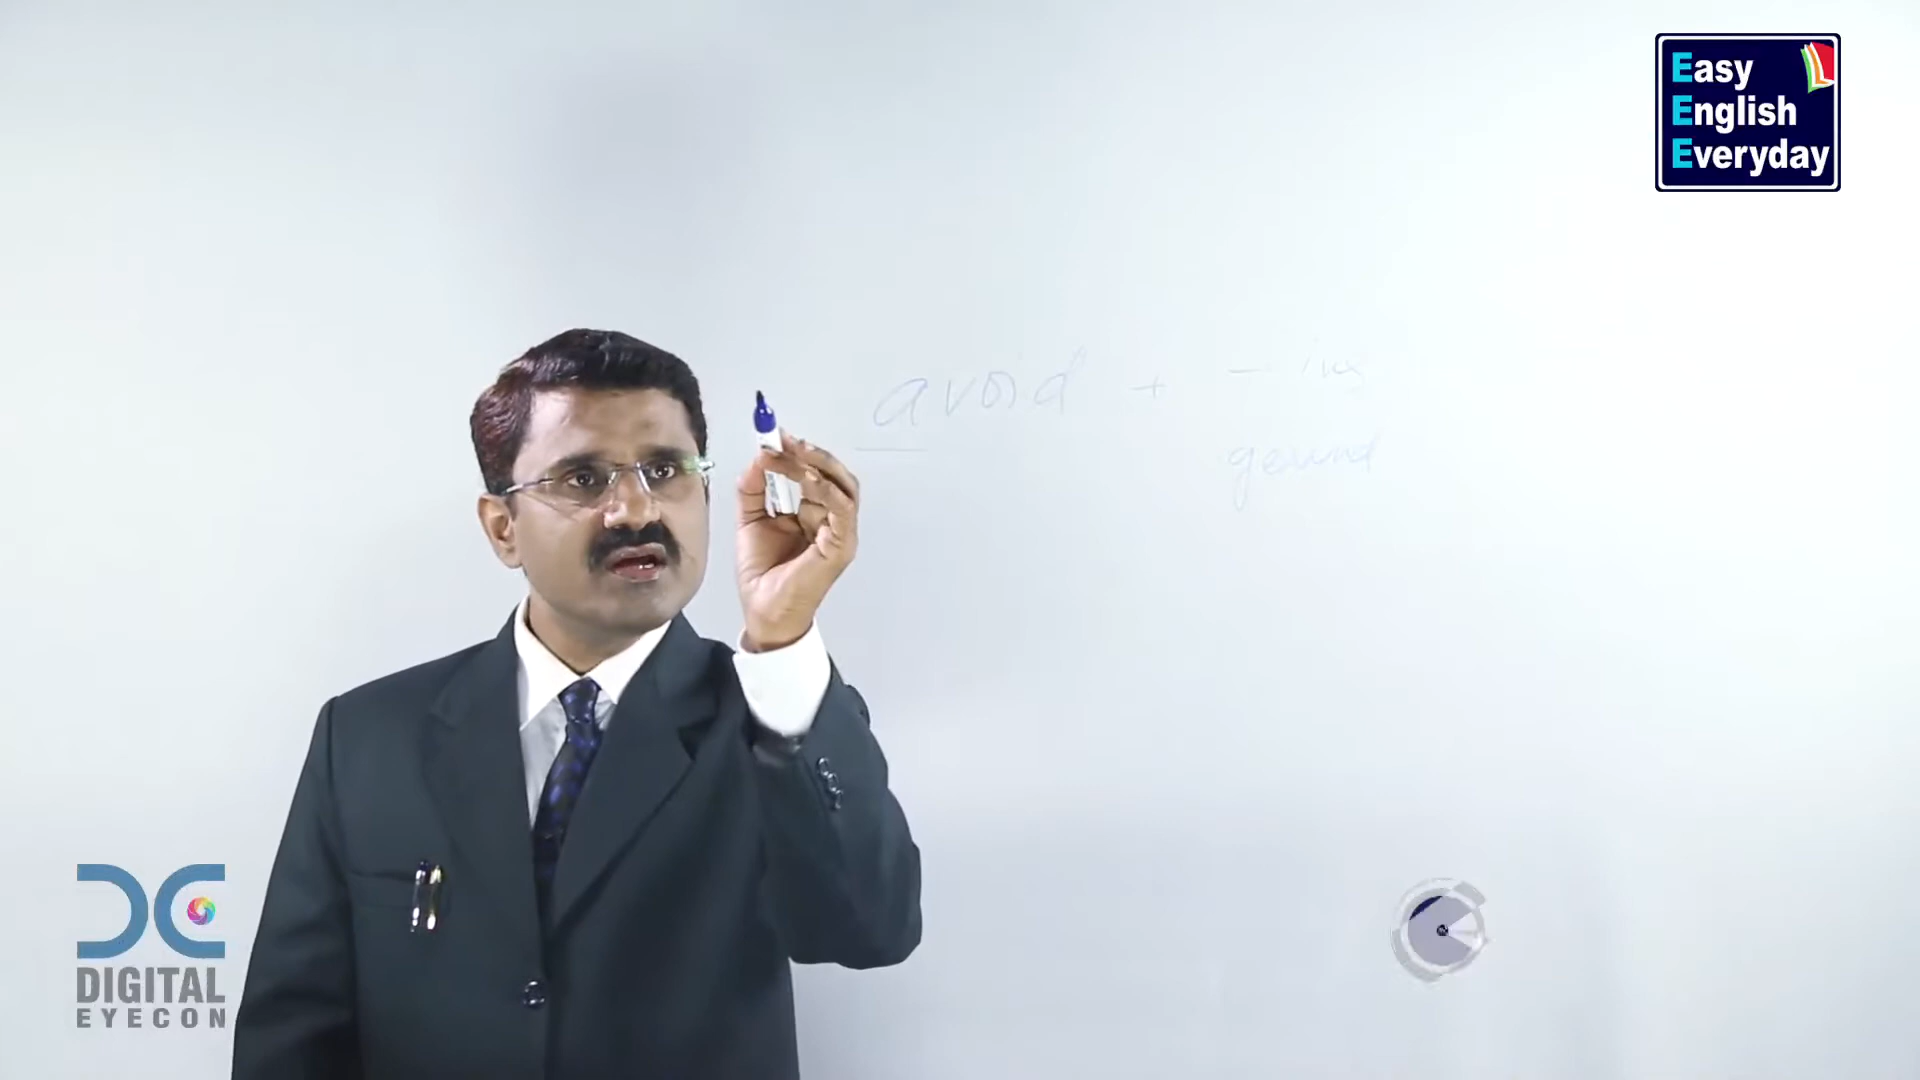 Easy
English
Everyday
avoid + - ing
gerund
DIGITAL
EYECON